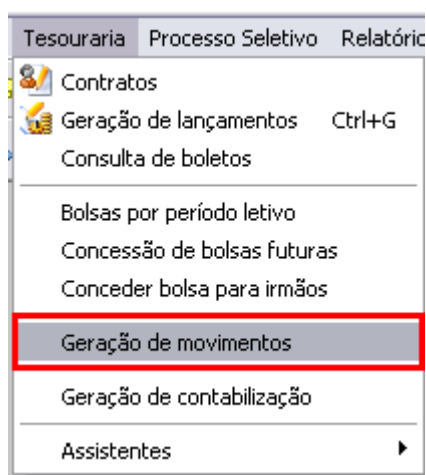 Tesouraria Processo Seletivo Relatóric
Contratos
Geração de lançamentos Ctrl+G
Consulta de boletos
Bolsas por período letivo
Concessão de bolsas futuras
Conceder bolsa para irmãos
Geração de movimentos
Geração de contabilização
Assistentes